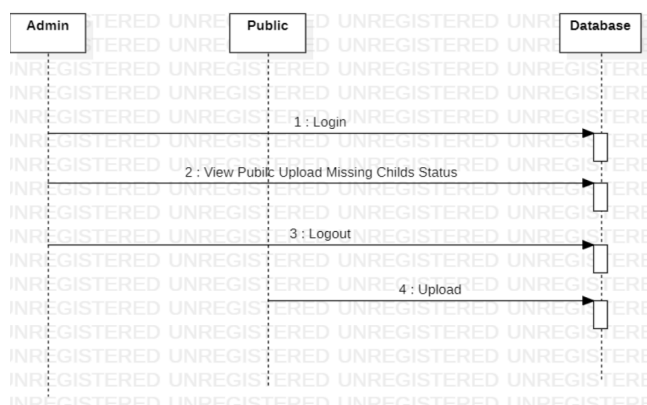 Admin
Public
Database
1 : Login
2 : View Pubilc Upload Missing Childs Status
3 : Logout
4 : Upload